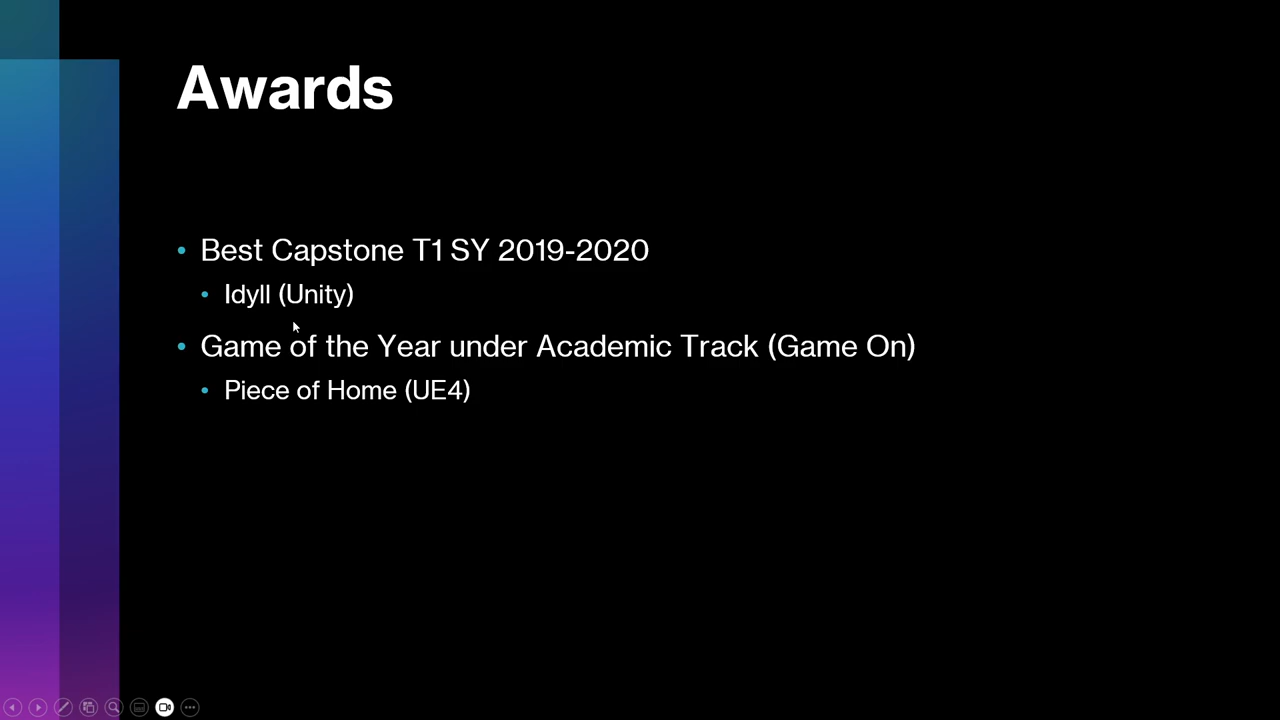 Awards
Best Capstone T1 SY 2019-2020
Idyll (Unity)
Game of the Year under Academic Track (Game On)
Piece of Home (UE4)